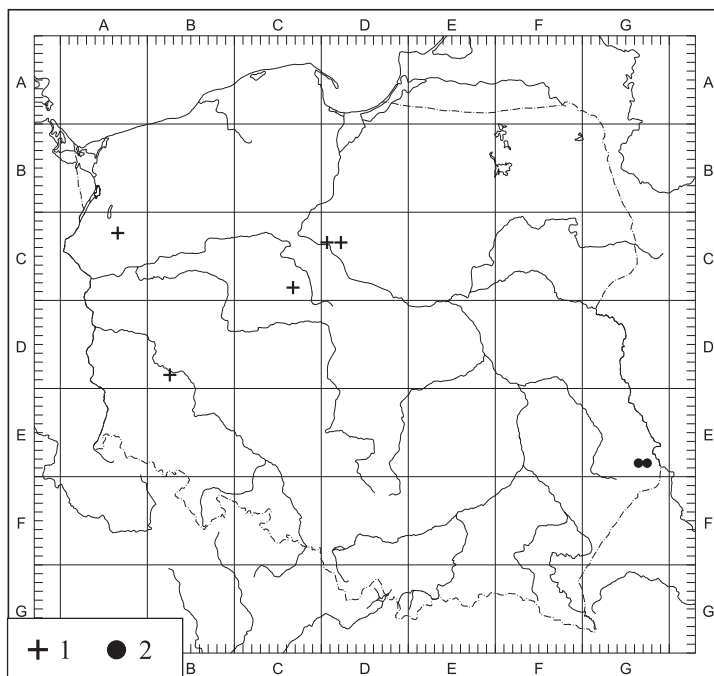 A B C D E F G
A A
B B
C C
D D
E E
F F
G G
1 2
B C D E F G